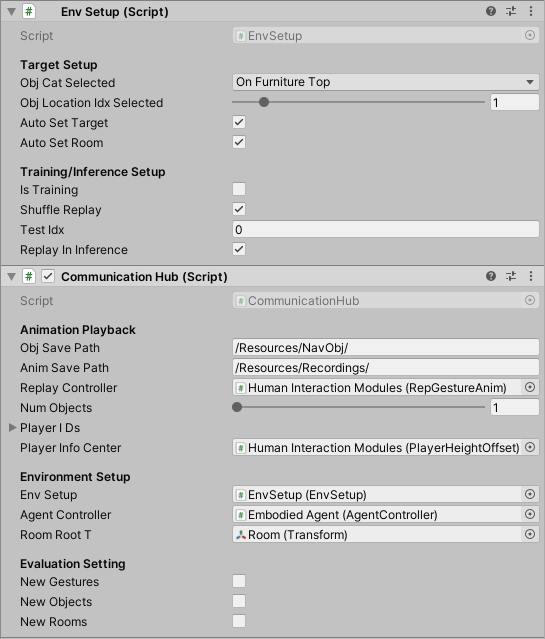 Env Setup (Script)
Script EnvSetup
Target Setup
Obj Cat Selected On Furniture Top
Obj Location Idx Selected 1
Auto Set Target
Auto Set Room
Training/Inference Setup
Is Training
Shuffle Replay
Test Idx 0
Replay In Inference
Communication Hub (Script)
Script CommunicationHub
Animation Playback
Obj Save Path /Resources/NavObj/
Anim Save Path /Resources/Recordings/
Replay Controller Human Interaction Modules (RepGestureAnim)
Num Objects 1
Player I Ds
Player Info Center Human Interaction Modules (PlayerHeightOffset)
Environment Setup
Env Setup EnvSetup (EnvSetup)
Agent Controller Embodied Agent (AgentController)
Room Root T Room (Transform)
Evaluation Setting
New Gestures
New Objects
New Rooms